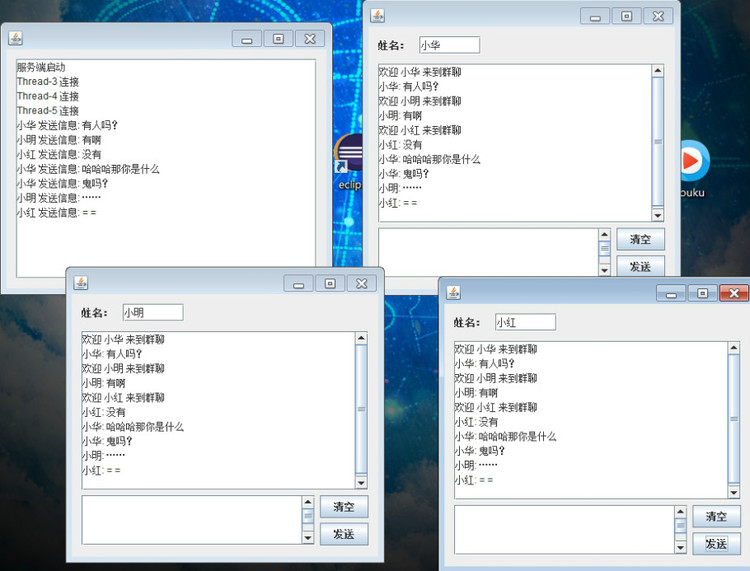 服务端启动
Thread-3 连接
Thread-4 连接
Thread-5 连接
小华 发送信息: 有人吗?
小明 发送信息: 有啊
小红 发送信息: 没有
小华 发送信息: 哈哈哈那你是什么
小华 发送信息: 鬼吗?
小明 发送信息: ······
小红 发送信息: = =
姓名: 小华
欢迎 小华 来到群聊
小华: 有人吗?
欢迎 小明 来到群聊
小明: 有啊
欢迎 小红 来到群聊
小红: 没有
小华: 哈哈哈那你是什么
小华: 鬼吗?
小明: ······
小红: = =
清空
发送
eclip
ouku
姓名: 小明
欢迎 小华 来到群聊
小华: 有人吗?
欢迎 小明 来到群聊
小明: 有啊
欢迎 小红 来到群聊
小红: 没有
小华: 哈哈哈那你是什么
小华: 鬼吗?
小明: ······
小红: = =
清空
发送
姓名: 小红
欢迎 小华 来到群聊
小华: 有人吗?
欢迎 小明 来到群聊
小明: 有啊
欢迎 小红 来到群聊
小红: 没有
小华: 哈哈哈那你是什么
小华: 鬼吗?
小明: ······
小红: = =
清空
发送